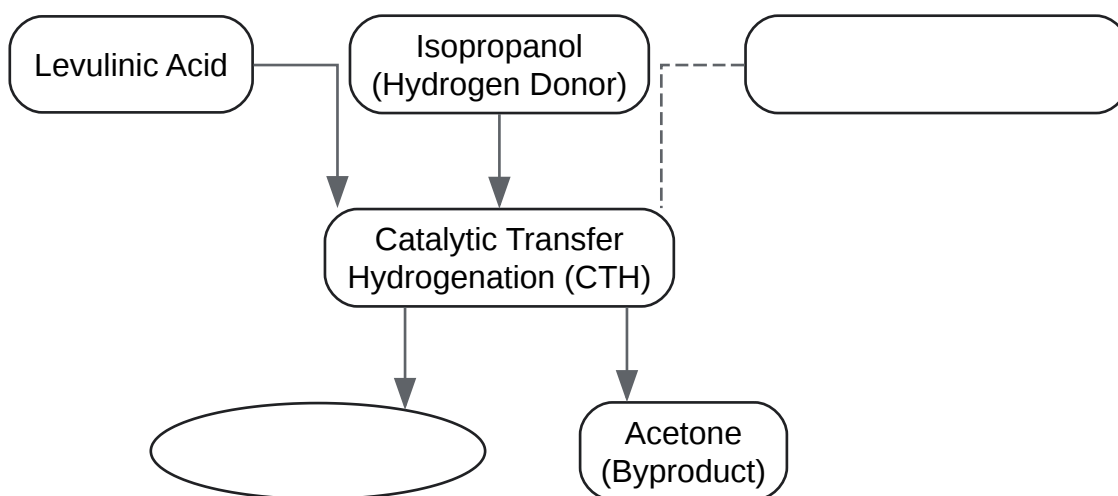 Levulinic Acid
Isopropanol
(Hydrogen Donor)
Catalytic Transfer
Hydrogenation (CTH)
Acetone
(Byproduct)